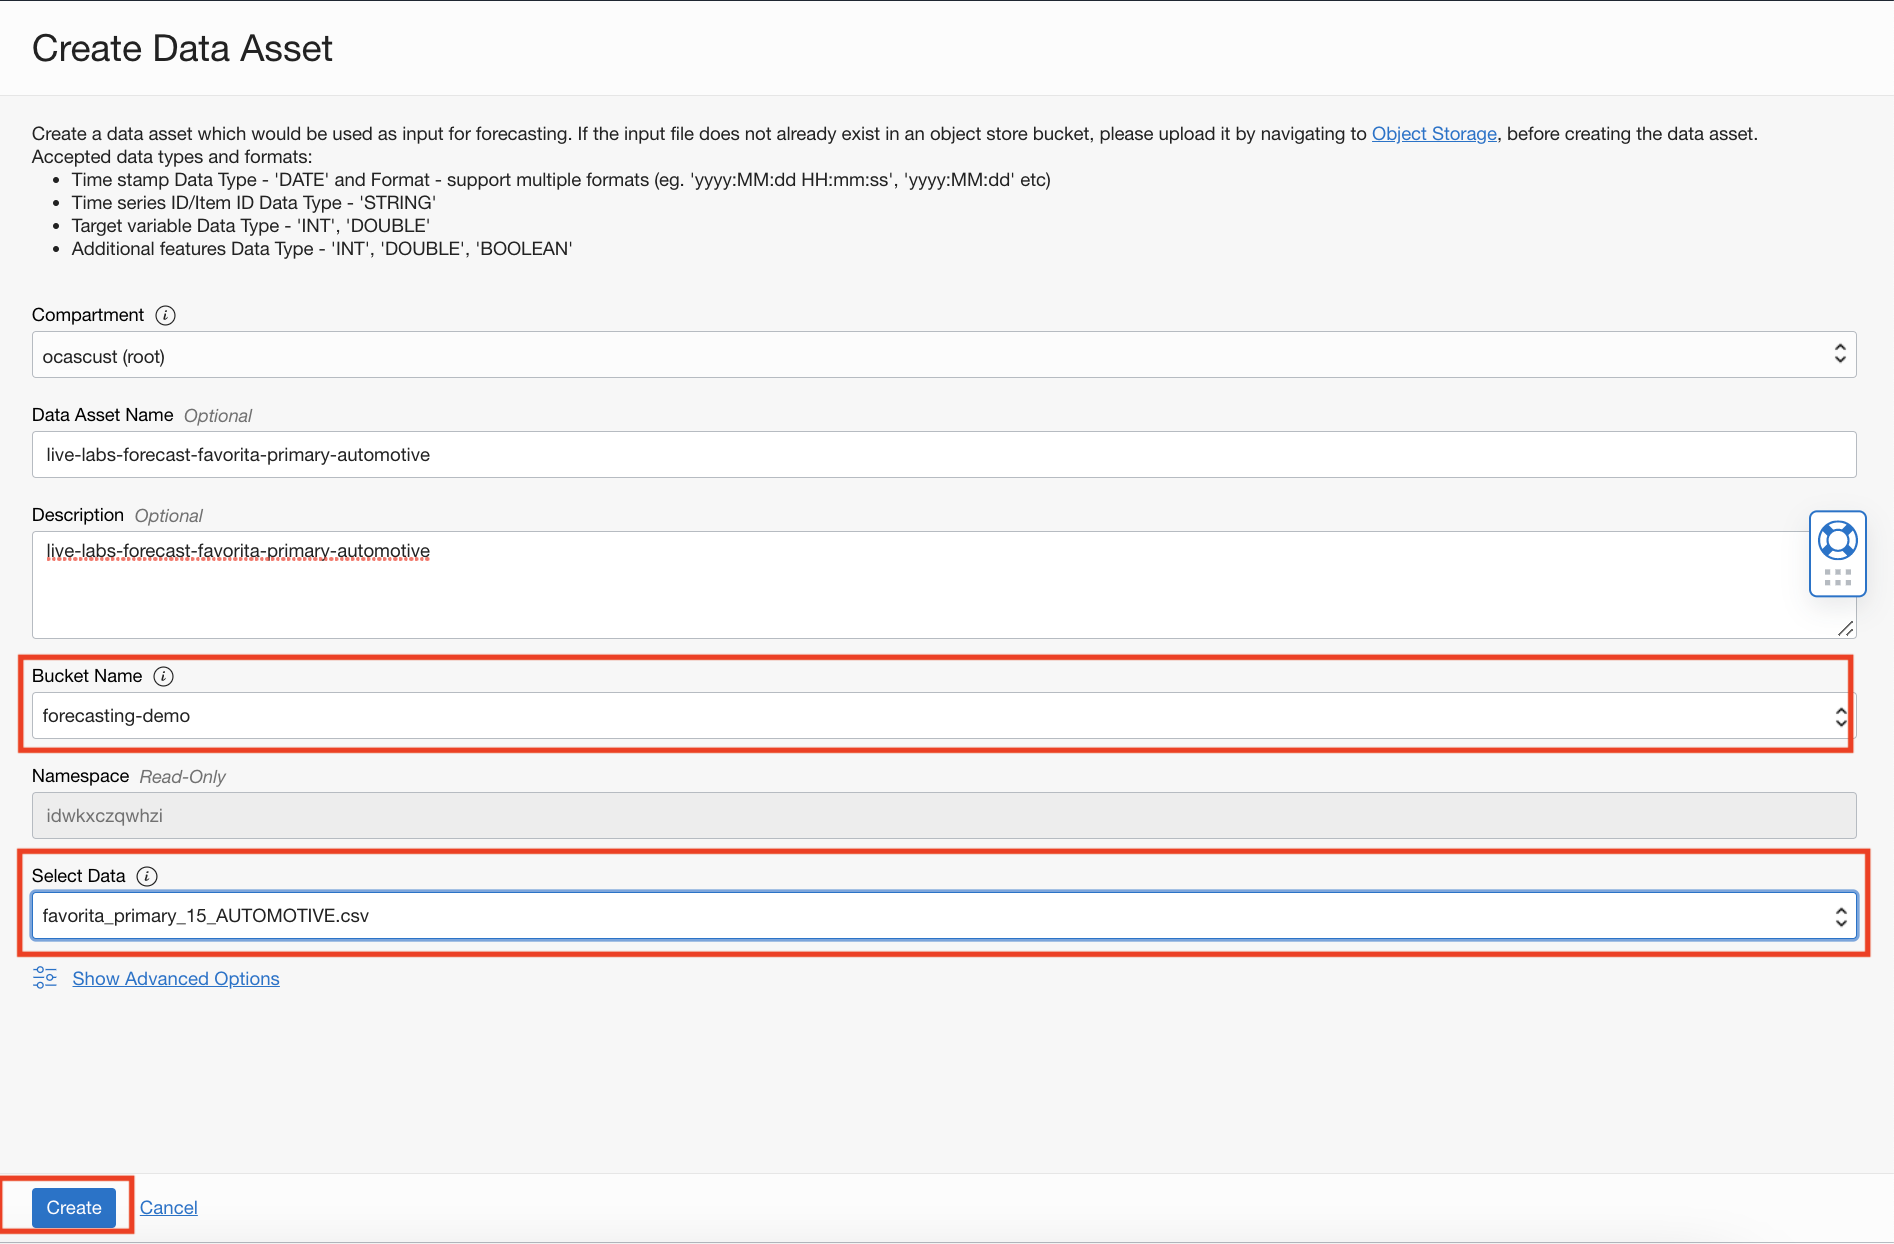 Create Data Asset
Create a data asset which would be used as input for forecasting. If the input file does not already exist in an object store bucket, please upload it by navigating to Object Storage, before creating the data asset.
Accepted data types and formats:
• Time stamp Data Type - 'DATE' and Format - support multiple formats (eg. 'yyyy:MM:dd HH:mm:ss', 'yyyy:MM:dd' etc)
• Time series ID/Item ID Data Type - 'STRING'
• Target variable Data Type - 'INT', 'DOUBLE'
• Additional features Data Type - 'INT', 'DOUBLE', 'BOOLEAN'
Compartment
ocascust (root)
Data Asset Name Optional
live-labs-forecast-favorita-primary-automotive
Description Optional
live-labs-forecast-favorita-primary-automotive
Bucket Name
forecasting-demo
Namespace Read-Only
idwkxczqwhzi
Select Data
favorita_primary_15_AUTOMOTIVE.csv
Show Advanced Options
Create Cancel